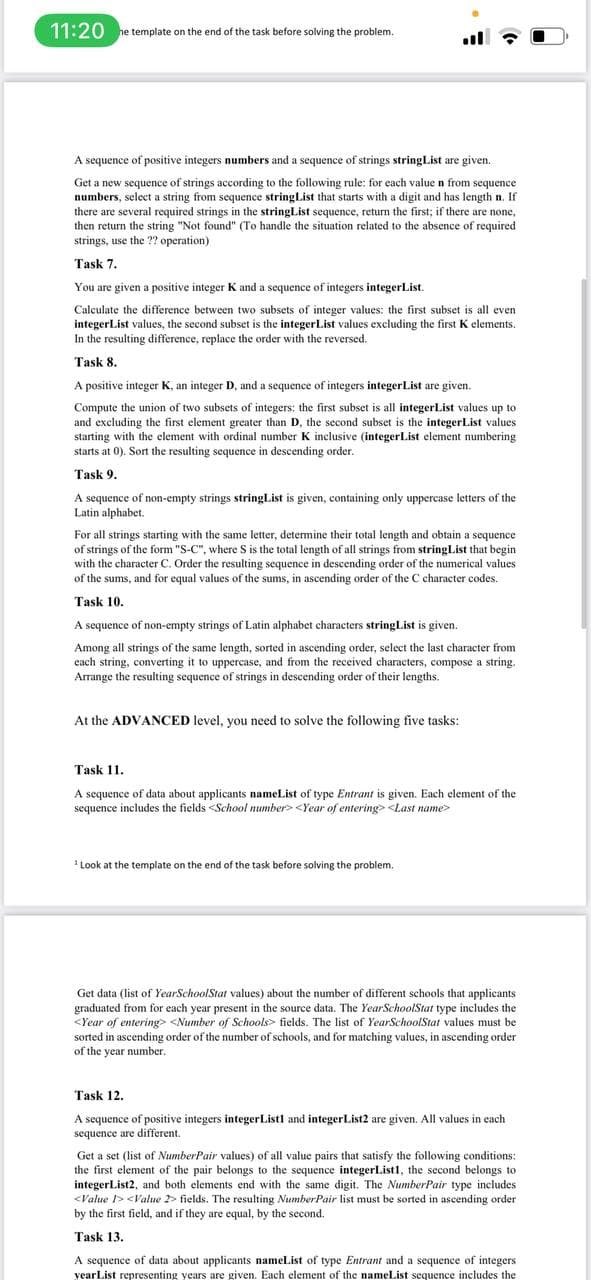 11:20 he template on the end of the task before solving the problem.
A sequence of positive integers numbers and a sequence of strings stringList are given.
Get a new sequence of strings according to the following rule: for each value n from sequence
numbers, select a string from sequence stringList that starts with a digit and has length n. If
there are several required strings in the stringList sequence, return the first; if there are none,
then return the string "Not found" (To handle the situation related to the absence of required
strings, use the ?? operation)
Task 7.
You are given a positive integer K and a sequence of integers integerList.
Calculate the difference between two subsets of integer values: the first subset is all even
integerList values, the second subset is the integerList values excluding the first K elements.
In the resulting difference, replace the order with the reversed.
Task 8.
A positive integer K, an integer D, and a sequence of integers integerList are given.
Compute the union of two subsets of integers: the first subset is all integerList values up to
and excluding the first element greater than D, the second subset is the integerList values
starting with the element with ordinal number K inclusive (integerList element numbering
starts at 0). Sort the resulting sequence in descending order.
Task 9.
A sequence of non-empty strings stringList is given, containing only uppercase letters of the
Latin alphabet.
For all strings starting with the same letter, determine their total length and obtain a sequence
of strings of the form "S-C", where S is the total length of all strings from stringList that begin
with the character C. Order the resulting sequence in descending order of the numerical values
of the sums, and for equal values of the sums, in ascending order of the C character codes.
Task 10.
A sequence of non-empty strings of Latin alphabet characters stringList is given.
Among all strings of the same length, sorted in ascending order, select the last character from
each string, converting it to uppercase, and from the received characters, compose a string.
Arrange the resulting sequence of strings in descending order of their lengths.
At the ADVANCED level, you need to solve the following five tasks:
Task 11.
A sequence of data about applicants nameList of type Entrant is given. Each element of the
sequence includes the fields <School number> <Year of entering> <Last name>
1 Look at the template on the end of the task before solving the problem.
Get data (list of YearSchoolStat values) about the number of different schools that applicants
graduated from for each year present in the source data. The YearSchoolStat type includes the
<Year of entering> <Number of Schools> fields. The list of YearSchoolStat values must be
sorted in ascending order of the number of schools, and for matching values, in ascending order
of the year number.
Task 12.
A sequence of positive integers integerList1 and integerList2 are given. All values in each
sequence are different.
Get a set (list of NumberPair values) of all value pairs that satisfy the following conditions:
the first element of the pair belongs to the sequence integerList1, the second belongs to
integerList2, and both elements end with the same digit. The NumberPair type includes
<Value 1> <Value 2> fields. The resulting NumberPair list must be sorted in ascending order
by the first field, and if they are equal, by the second.
Task 13.
A sequence of data about applicants nameList of type Entrant and a sequence of integers
yearList representing years are given. Each element of the nameList sequence includes the